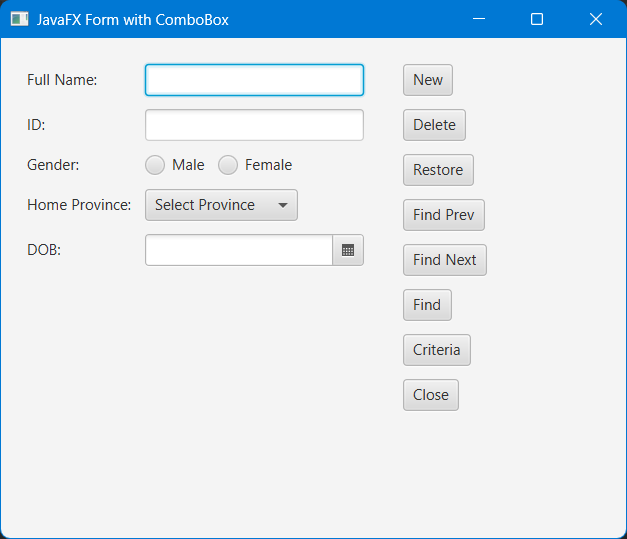 JavaFX Form with ComboBox
Full Name:
New
ID:
Delete
Gender:
Male
Female
Restore
Home Province:
Select Province
Find Prev
DOB:
Find Next
Find
Criteria
Close